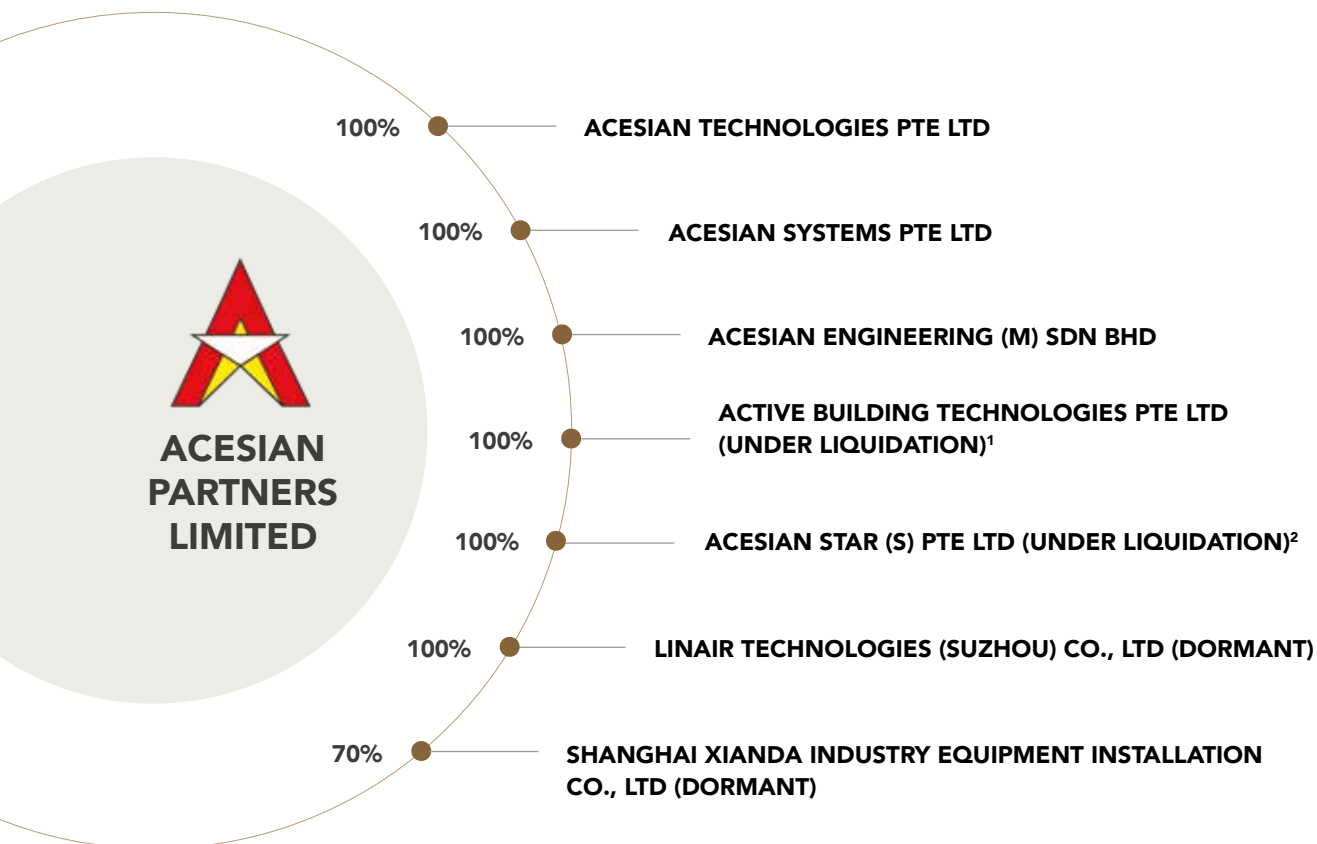 100% ACESIAN TECHNOLOGIES PTE LTD
100% ACESIAN SYSTEMS PTE LTD
100% ACESIAN ENGINEERING (M) SDN BHD
100% ACTIVE BUILDING TECHNOLOGIES PTE LTD
(UNDER LIQUIDATION)¹
100% ACESIAN STAR (S) PTE LTD (UNDER LIQUIDATION)²
100% LINAIR TECHNOLOGIES (SUZHOU) CO., LTD (DORMANT)
70% SHANGHAI XIANDA INDUSTRY EQUIPMENT INSTALLATION
CO., LTD (DORMANT)
ACESIAN
PARTNERS
LIMITED